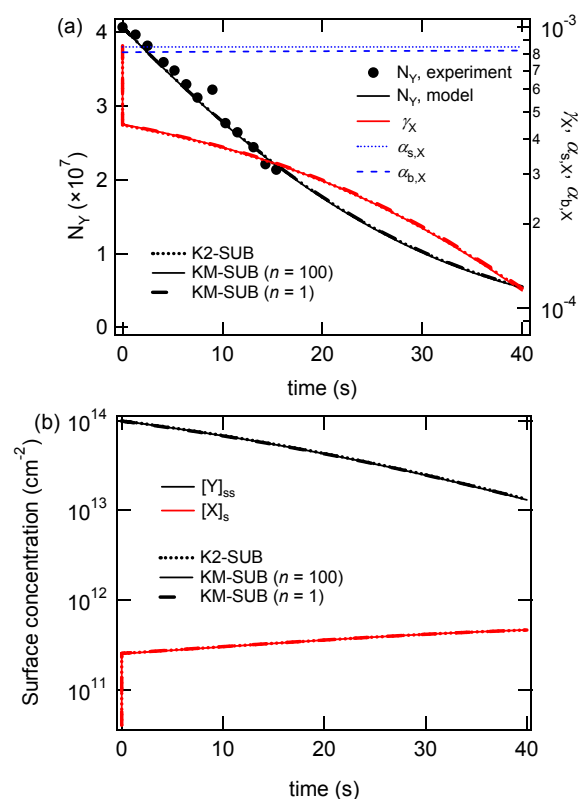 (a)
4
3
2
1
0
N_Y (×10^7)
10^-3
8
7
6
5
4
3
2
10^-4
γ_X, α_s,X, α_b,X
N_Y, experiment
N_Y, model
γ_X
α_s,X
α_b,X
K2-SUB
KM-SUB (n = 100)
KM-SUB (n = 1)
0
10
20
30
40
time (s)
(b)
10^14
10^13
10^12
10^11
Surface concentration (cm^-2)
[Y]_ss
[X]_s
K2-SUB
KM-SUB (n = 100)
KM-SUB (n = 1)
0
10
20
30
40
time (s)